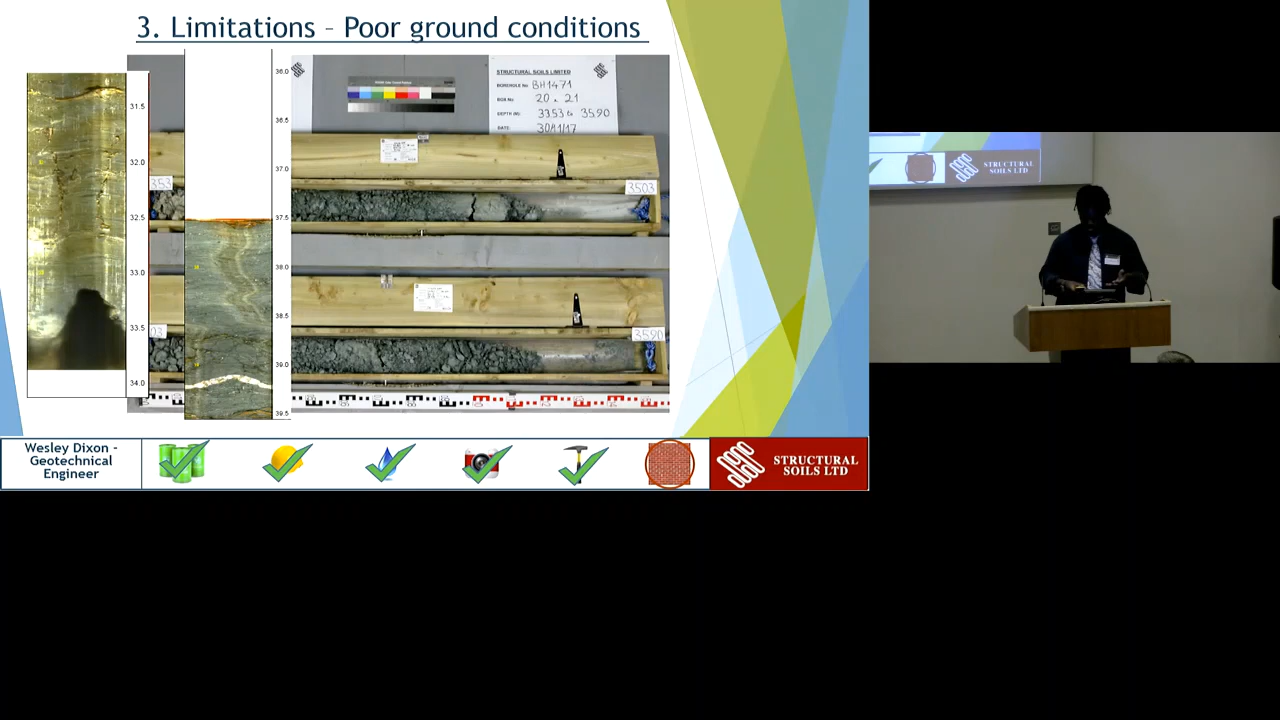 3. Limitations – Poor ground conditions
31.5
32.0
32.5
33.0
33.5
34.0
36.0
36.5
37.0
37.5
38.0
38.5
39.0
39.5
STRUCTURAL SOILS LIMITED
BOREHOLE No BH1471
BOX No: 20 + 21
DEPTH (M): 33.53 to 35.90
DATE: 30/11/17
353
3503
03
3590
Wesley Dixon –
Geotechnical
Engineer
STRUCTURAL
SOILS LTD
STRUCTURAL
SOILS LTD